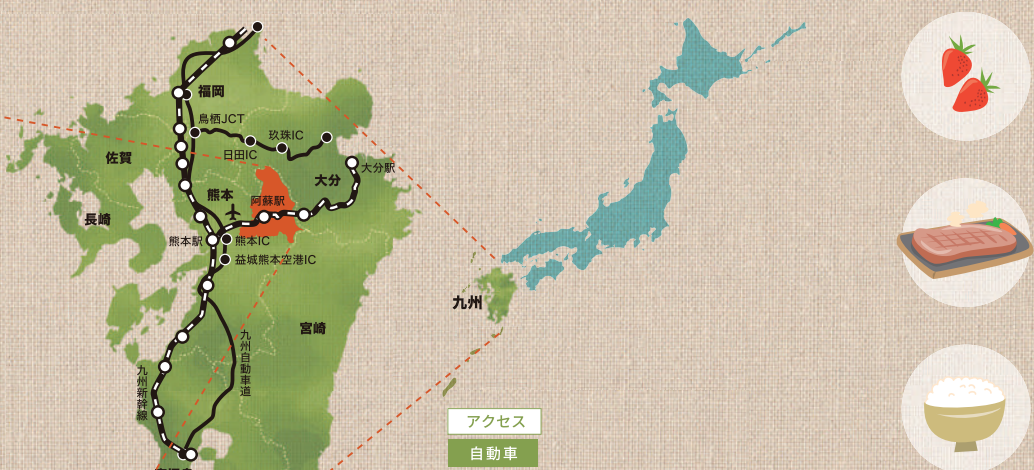 福岡
鳥栖JCT
玖珠IC
日田IC
佐賀
大分駅
大分
熊本
阿蘇駅
長崎
熊本駅
熊本IC
益城熊本空港IC
九州
宮崎
九州自動車道
九州新幹線
アクセス
自動車